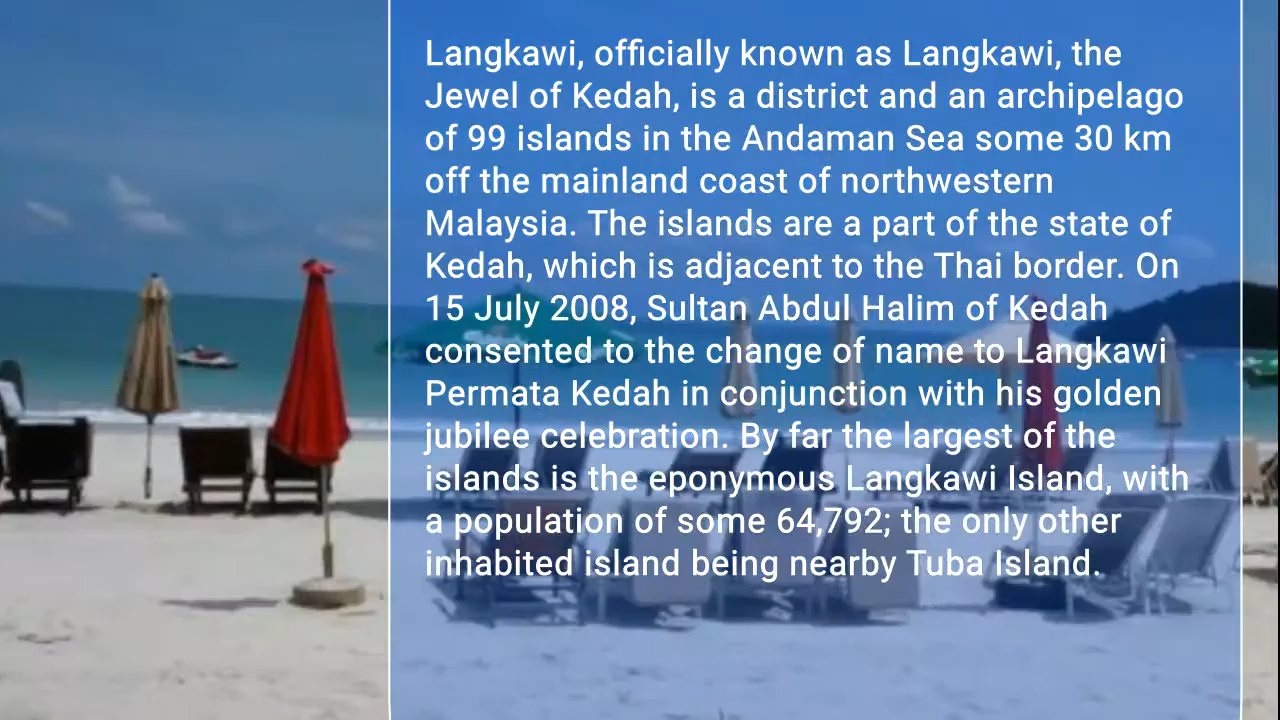 Langkawi, officially known as Langkawi, the
Jewel of Kedah, is a district and an archipelago
of 99 islands in the Andaman Sea some 30 km
off the mainland coast of northwestern
Malaysia. The islands are a part of the state of
Kedah, which is adjacent to the Thai border. On
15 July 2008, Sultan Abdul Halim of Kedah
consented to the change of name to Langkawi
Permata Kedah in conjunction with his golden
jubilee celebration. By far the largest of the
islands is the eponymous Langkawi Island, with
a population of some 64,792; the only other
inhabited island being nearby Tuba Island.